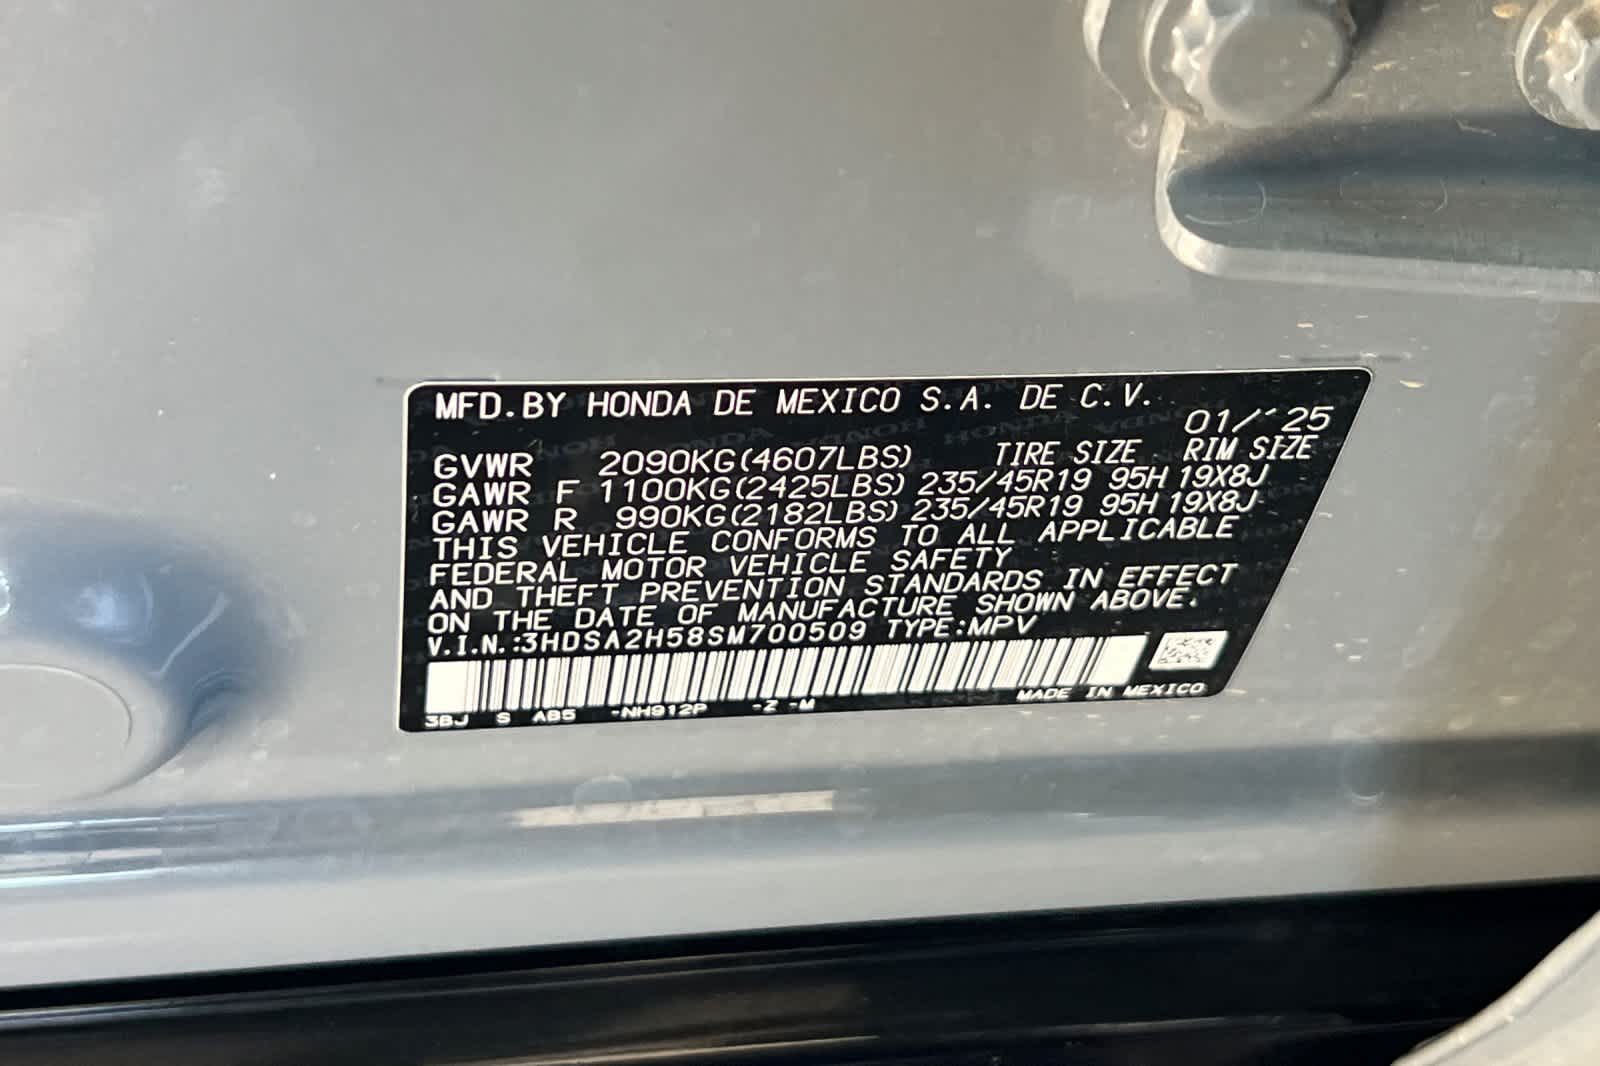 MFD.BY HONDA DE MEXICO S.A. DE C.V.
01/'25
GVWR 2090KG(4607LBS) TIRE SIZE RIM SIZE
GAWR F 1100KG(2425LBS) 235/45R19 95H 19X8J
GAWR R 990KG(2182LBS) 235/45R19 95H 19X8J
THIS VEHICLE CONFORMS TO ALL APPLICABLE
FEDERAL MOTOR VEHICLE SAFETY
AND THEFT PREVENTION STANDARDS IN EFFECT
ON THE DATE OF MANUFACTURE SHOWN ABOVE.
V.I.N.:3HDSA2H58SM700509 TYPE:MPV
MADE IN MEXICO
3BJ S AB5 -NH912P -Z -M